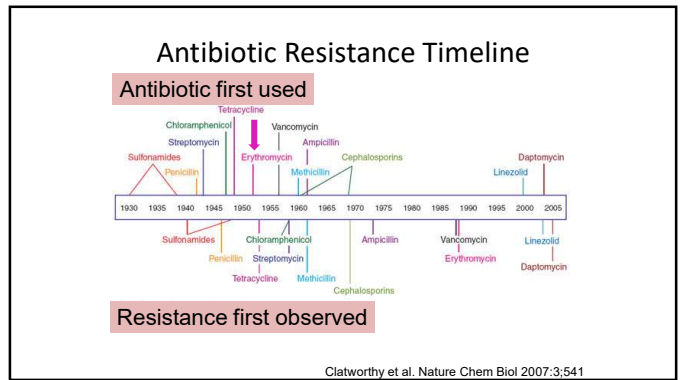 Antibiotic Resistance Timeline
Antibiotic first used
Tetracycline
Chloramphenicol
Vancomycin
Streptomycin
Ampicillin
Sulfonamides
Erythromycin
Cephalosporins
Daptomycin
Penicillin
Methicillin
Linezolid
1930 1935 1940 1945 1950 1955 1960 1965 1970 1975 1980 1985 1990 1995 2000 2005
Sulfonamides Chloramphenicol Ampicillin Vancomycin Linezolid
Penicillin Streptomycin Erythromycin
Daptomycin
Tetracycline Methicillin
Cephalosporins
Resistance first observed
Clatworthy et al. Nature Chem Biol 2007:3;541